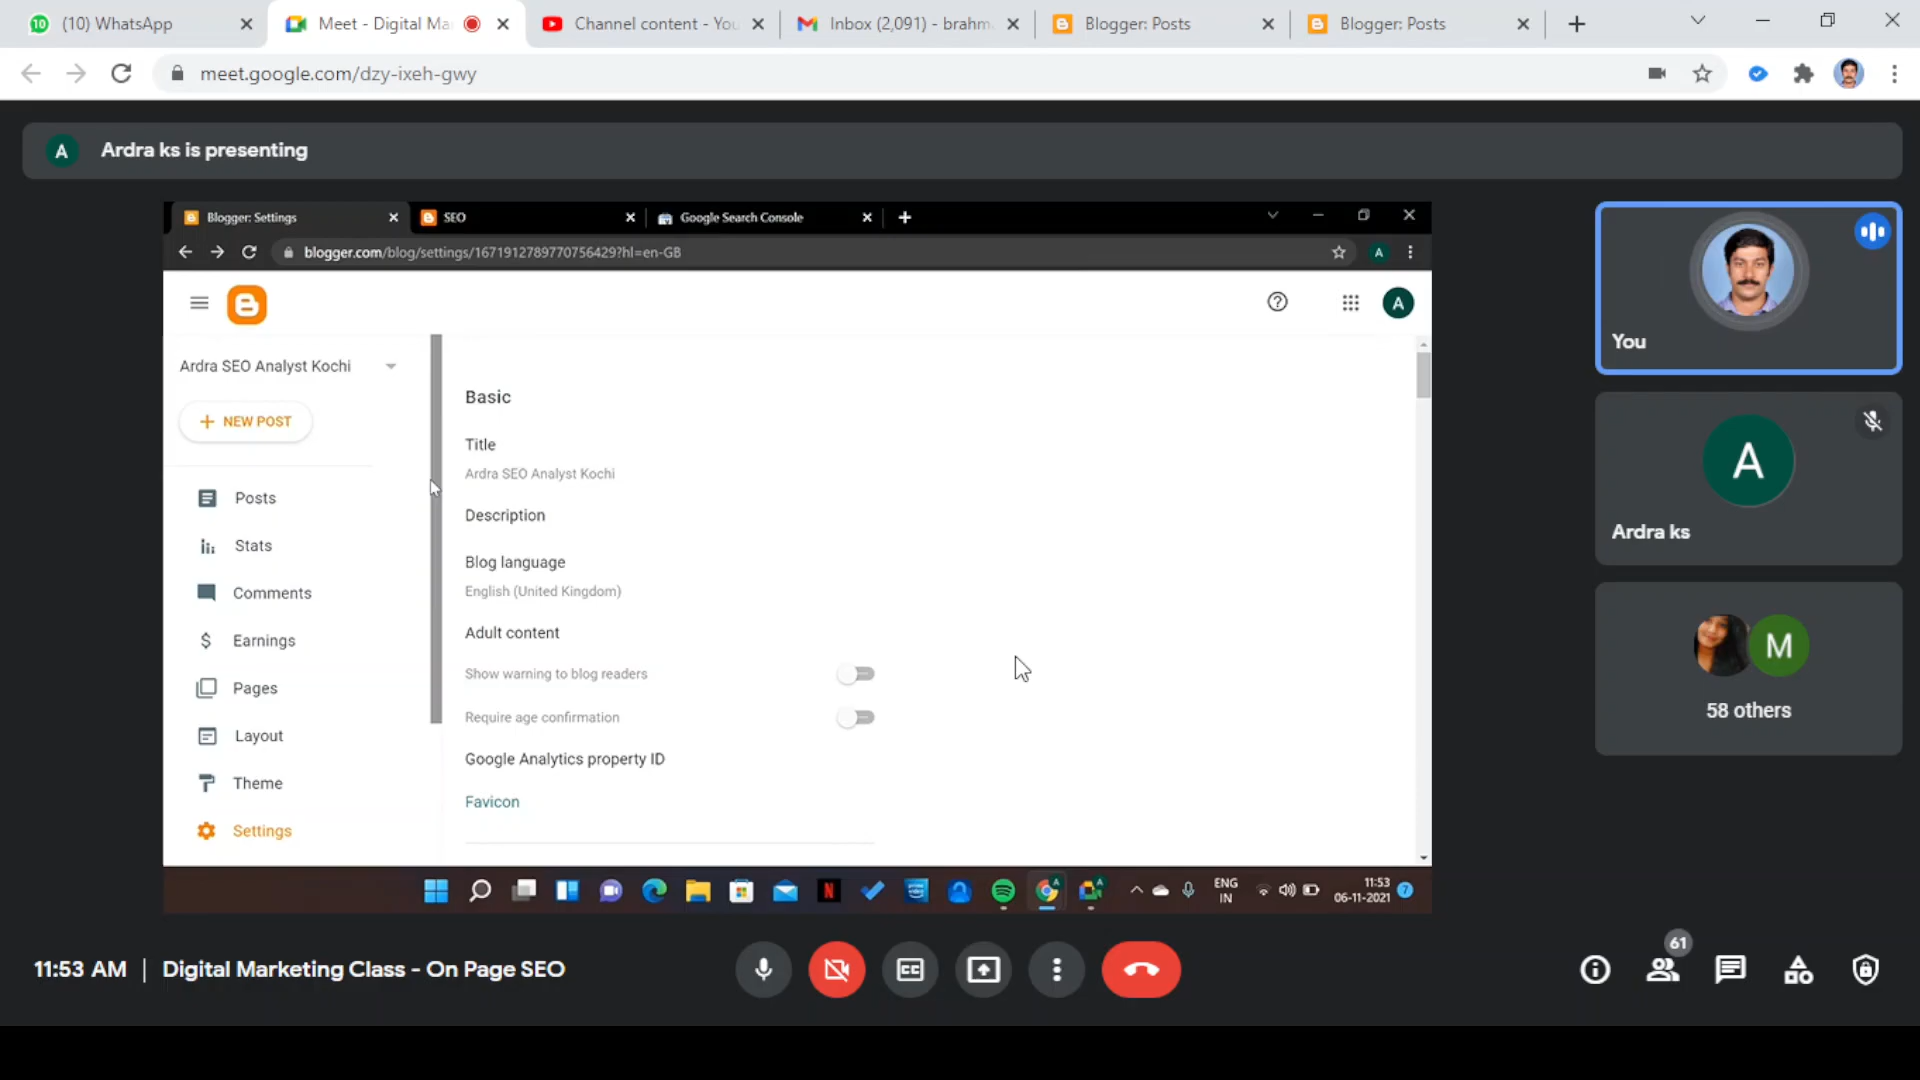 10 (10) WhatsApp
Meet - Digital Ma
Channel content - You
Inbox (2,091) - brahm
Blogger: Posts
Blogger: Posts
meet.google.com/dzy-ixeh-gwy
A Ardra ks is presenting
Blogger: Settings
SEO
Google Search Console
blogger.com/blog/settings/1671912789770756429?hl=en-GB
A
A
Ardra SEO Analyst Kochi
+ NEW POST
Posts
Stats
Comments
Earnings
Pages
Layout
Theme
Settings
Basic
Title
Ardra SEO Analyst Kochi
Description
Blog language
English (United Kingdom)
Adult content
Show warning to blog readers
Require age confirmation
Google Analytics property ID
Favicon
ENG
IN
11:53
06-11-2021
7
You
A
Ardra ks
M
58 others
11:53 AM | Digital Marketing Class - On Page SEO
CC
61